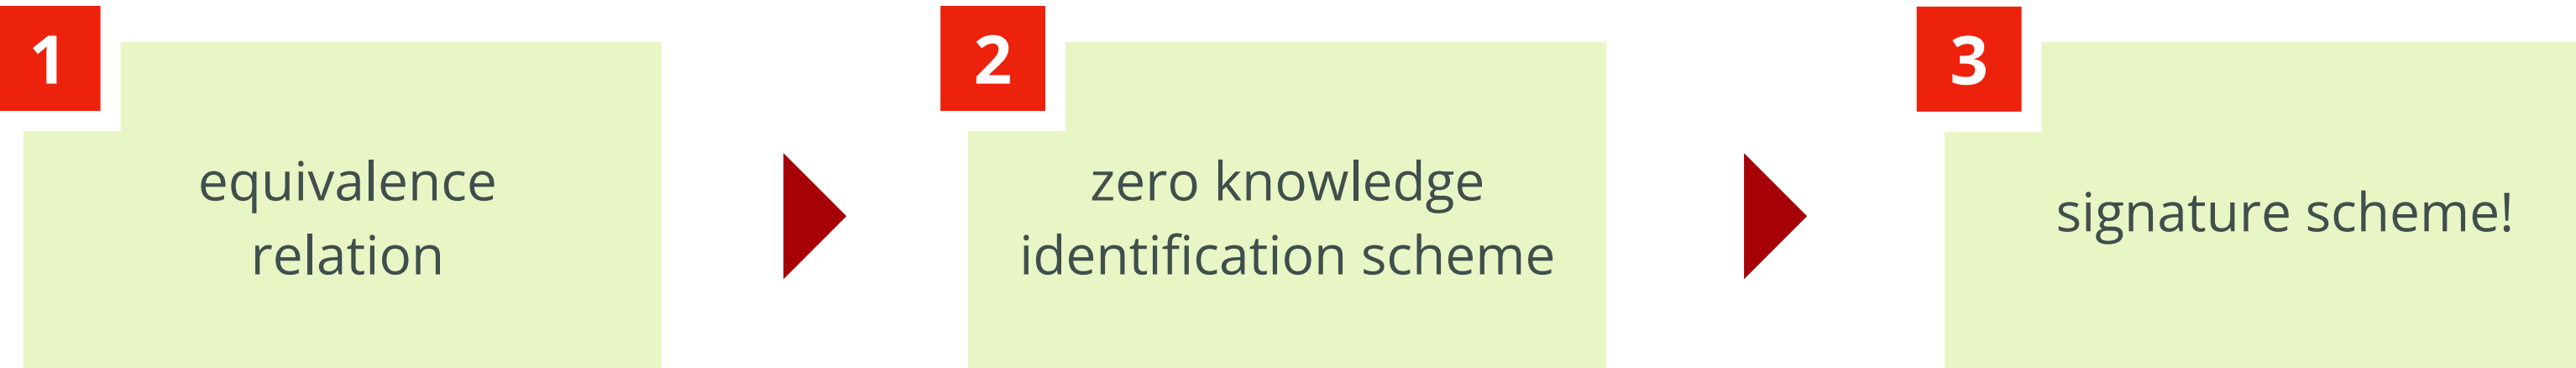 1
equivalence
relation
2
zero knowledge
identification scheme
3
signature scheme!